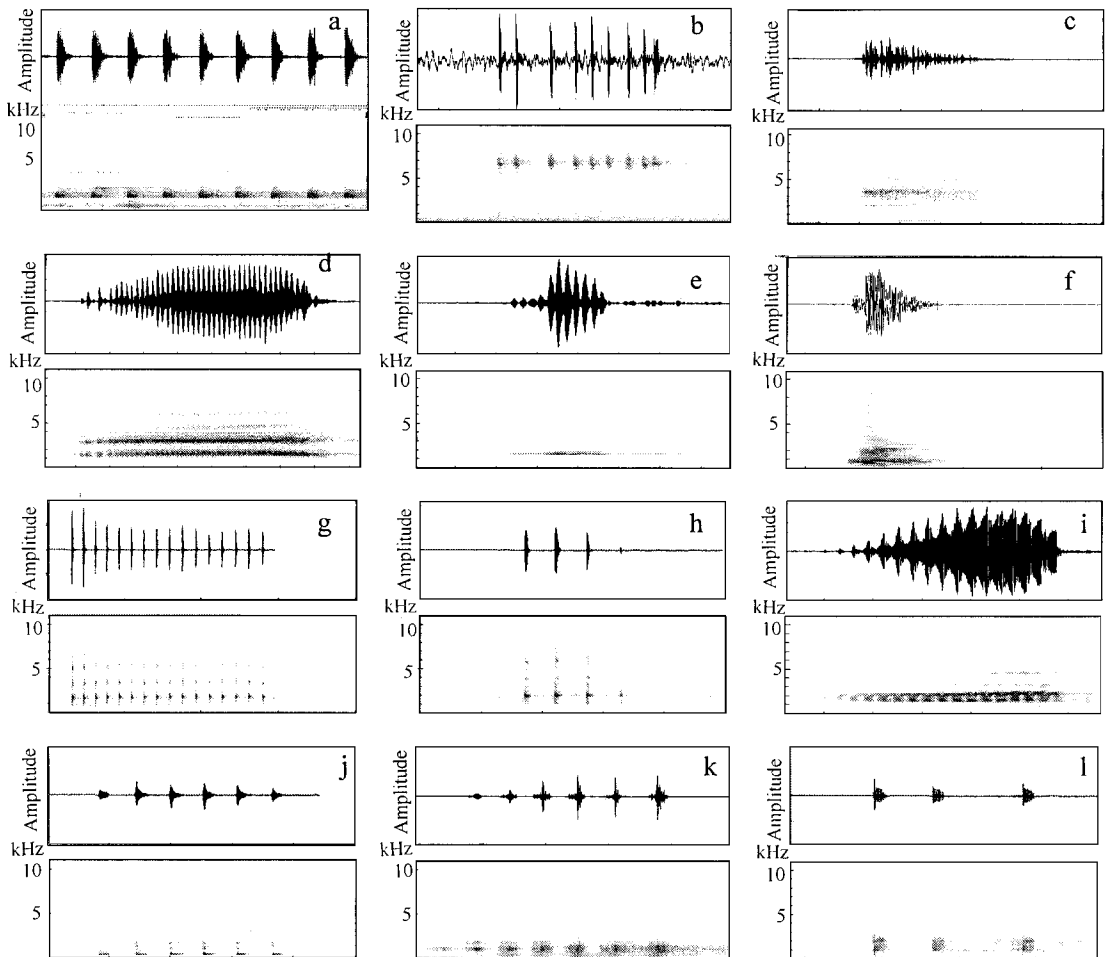 Amplitude a
kHz
10
5
Amplitude b
kHz
10
5
Amplitude c
kHz
10
5
Amplitude d
kHz
10
5
Amplitude e
kHz
10
5
Amplitude f
kHz
10
5
Amplitude g
kHz
10
5
Amplitude h
kHz
10
5
Amplitude i
kHz
10
5
Amplitude j
kHz
10
5
Amplitude k
kHz
10
5
Amplitude l
kHz
10
5